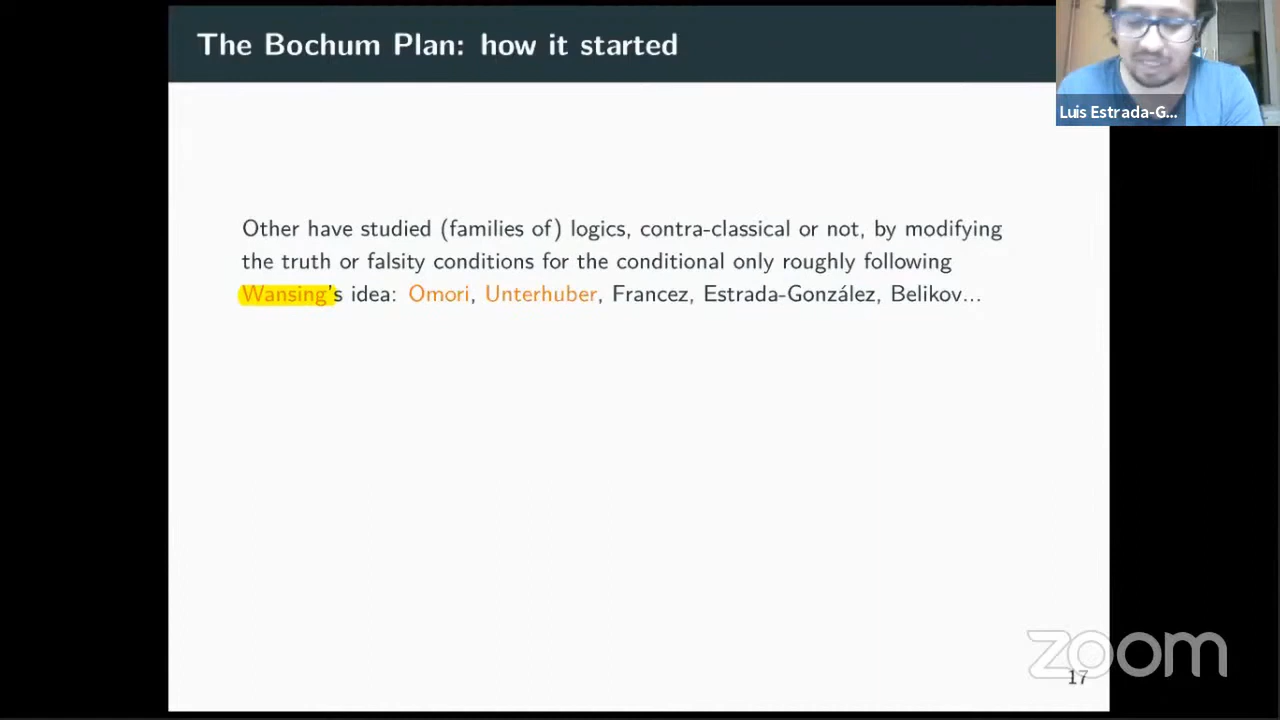 The Bochum Plan: how it started
Luis Estrada-G...
Other have studied (families of) logics, contra-classical or not, by modifying
the truth or falsity conditions for the conditional only roughly following
Wansing's idea: Omori, Unterhuber, Francez, Estrada-González, Belikov...
zoom
17